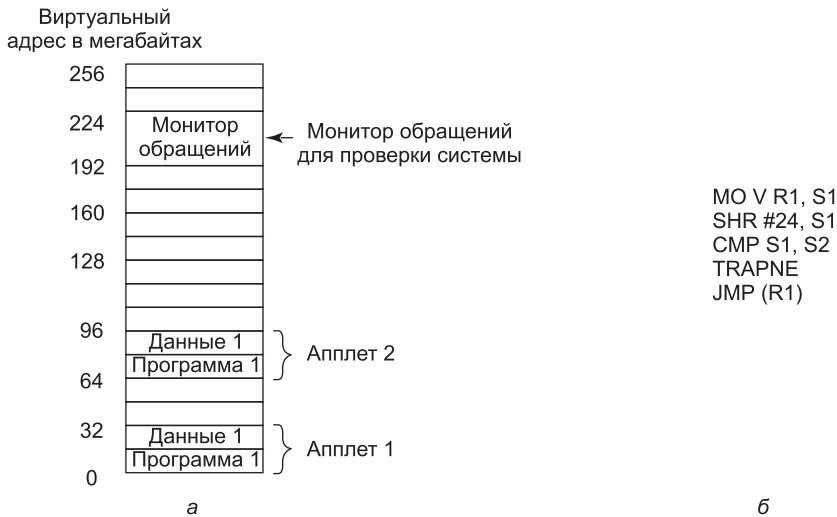 Виртуальный
адрес в мегабайтах
256
224
Монитор
обращений
Монитор обращений
для проверки системы
192
160
128
96
Данные 1
Программа 1
Апплет 2
64
32
Данные 1
Программа 1
Апплет 1
0
а
MO V R1, S1
SHR #24, S1
CMP S1, S2
TRAPNE
JMP (R1)
б